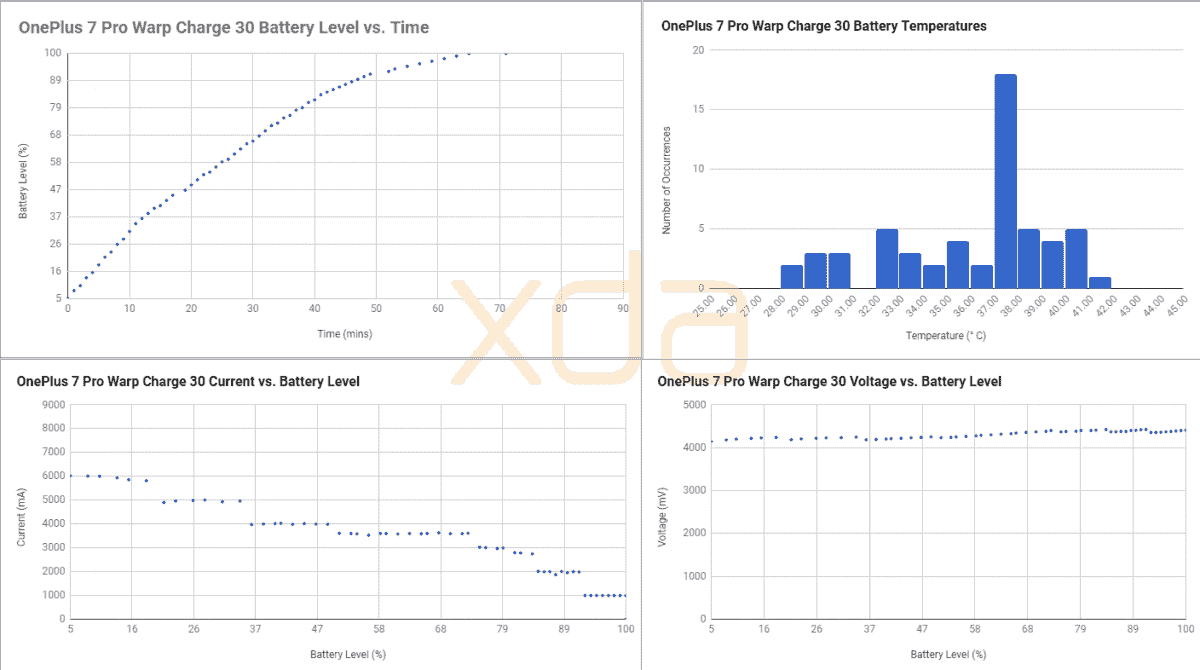 OnePlus 7 Pro Warp Charge 30 Battery Level vs. Time
Battery Level (%)
100
89
79
68
58
47
37
26
16
5
0 10 20 30 40 50 60 70 80 90
Time (mins)
OnePlus 7 Pro Warp Charge 30 Battery Temperatures
Number of Occurrences
20
15
10
5
0
25.00 26.00 27.00 28.00 29.00 30.00 31.00 32.00 33.00 34.00 35.00 36.00 37.00 38.00 39.00 40.00 41.00 42.00 43.00 44.00 45.00
Temperature (° C)
xda
OnePlus 7 Pro Warp Charge 30 Current vs. Battery Level
Current (mA)
9000
8000
7000
6000
5000
4000
3000
2000
1000
0
5 16 26 37 47 58 68 79 89 100
Battery Level (%)
OnePlus 7 Pro Warp Charge 30 Voltage vs. Battery Level
Voltage (mV)
5000
4000
3000
2000
1000
0
5 16 26 37 47 58 68 79 89 100
Battery Level (%)